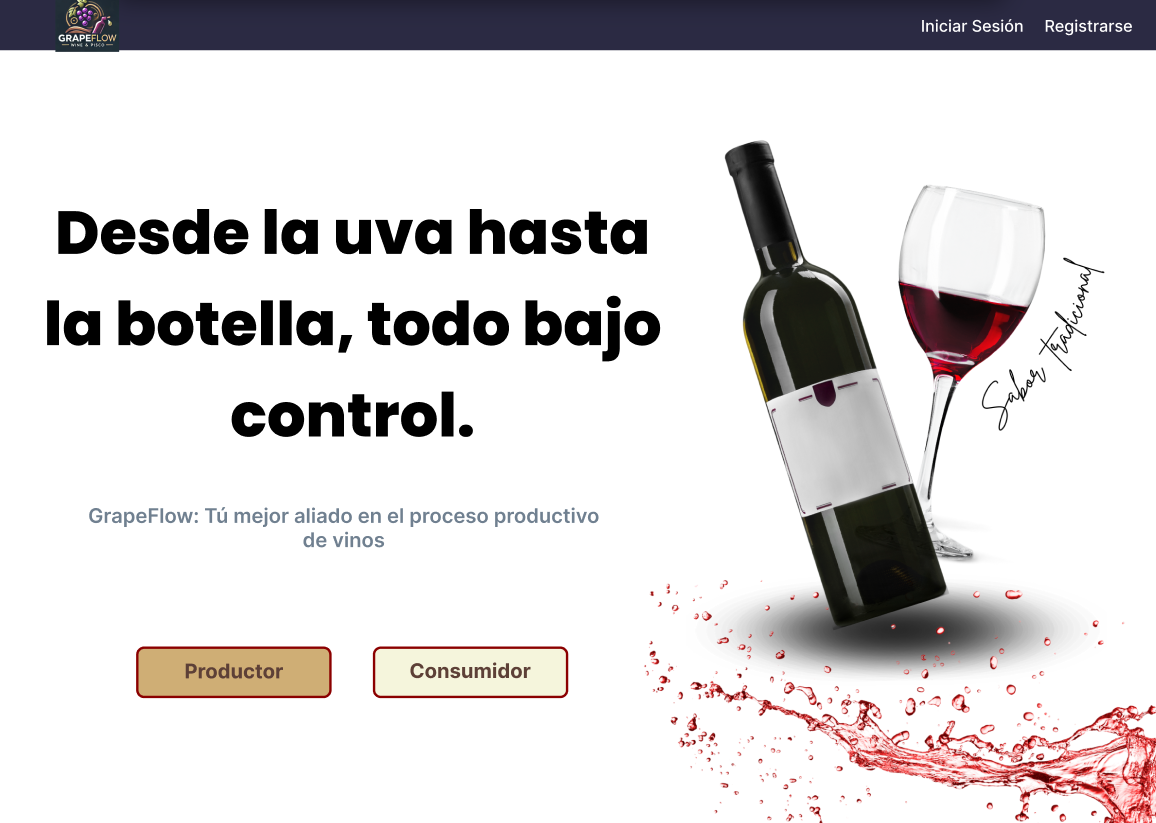 GRAPEFLOW
WINE & PISCO
Iniciar Sesión
Registrarse
Desde la uva hasta
la botella, todo bajo
control.
GrapeFlow: Tú mejor aliado en el proceso productivo
de vinos
Productor
Consumidor
Sabor tradicional